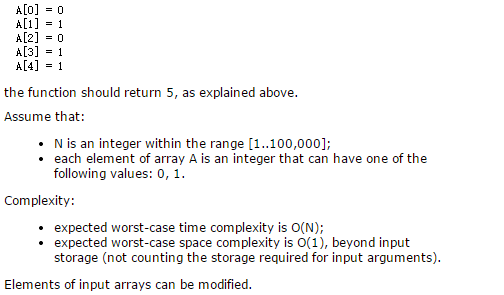 A[0] = 0
A[1] = 1
A[2] = 0
A[3] = 1
A[4] = 1
the function should return 5, as explained above.
Assume that:
• N is an integer within the range [1..100,000];
• each element of array A is an integer that can have one of the
following values: 0, 1.
Complexity:
• expected worst-case time complexity is O(N);
• expected worst-case space complexity is O(1), beyond input
storage (not counting the storage required for input arguments).
Elements of input arrays can be modified.